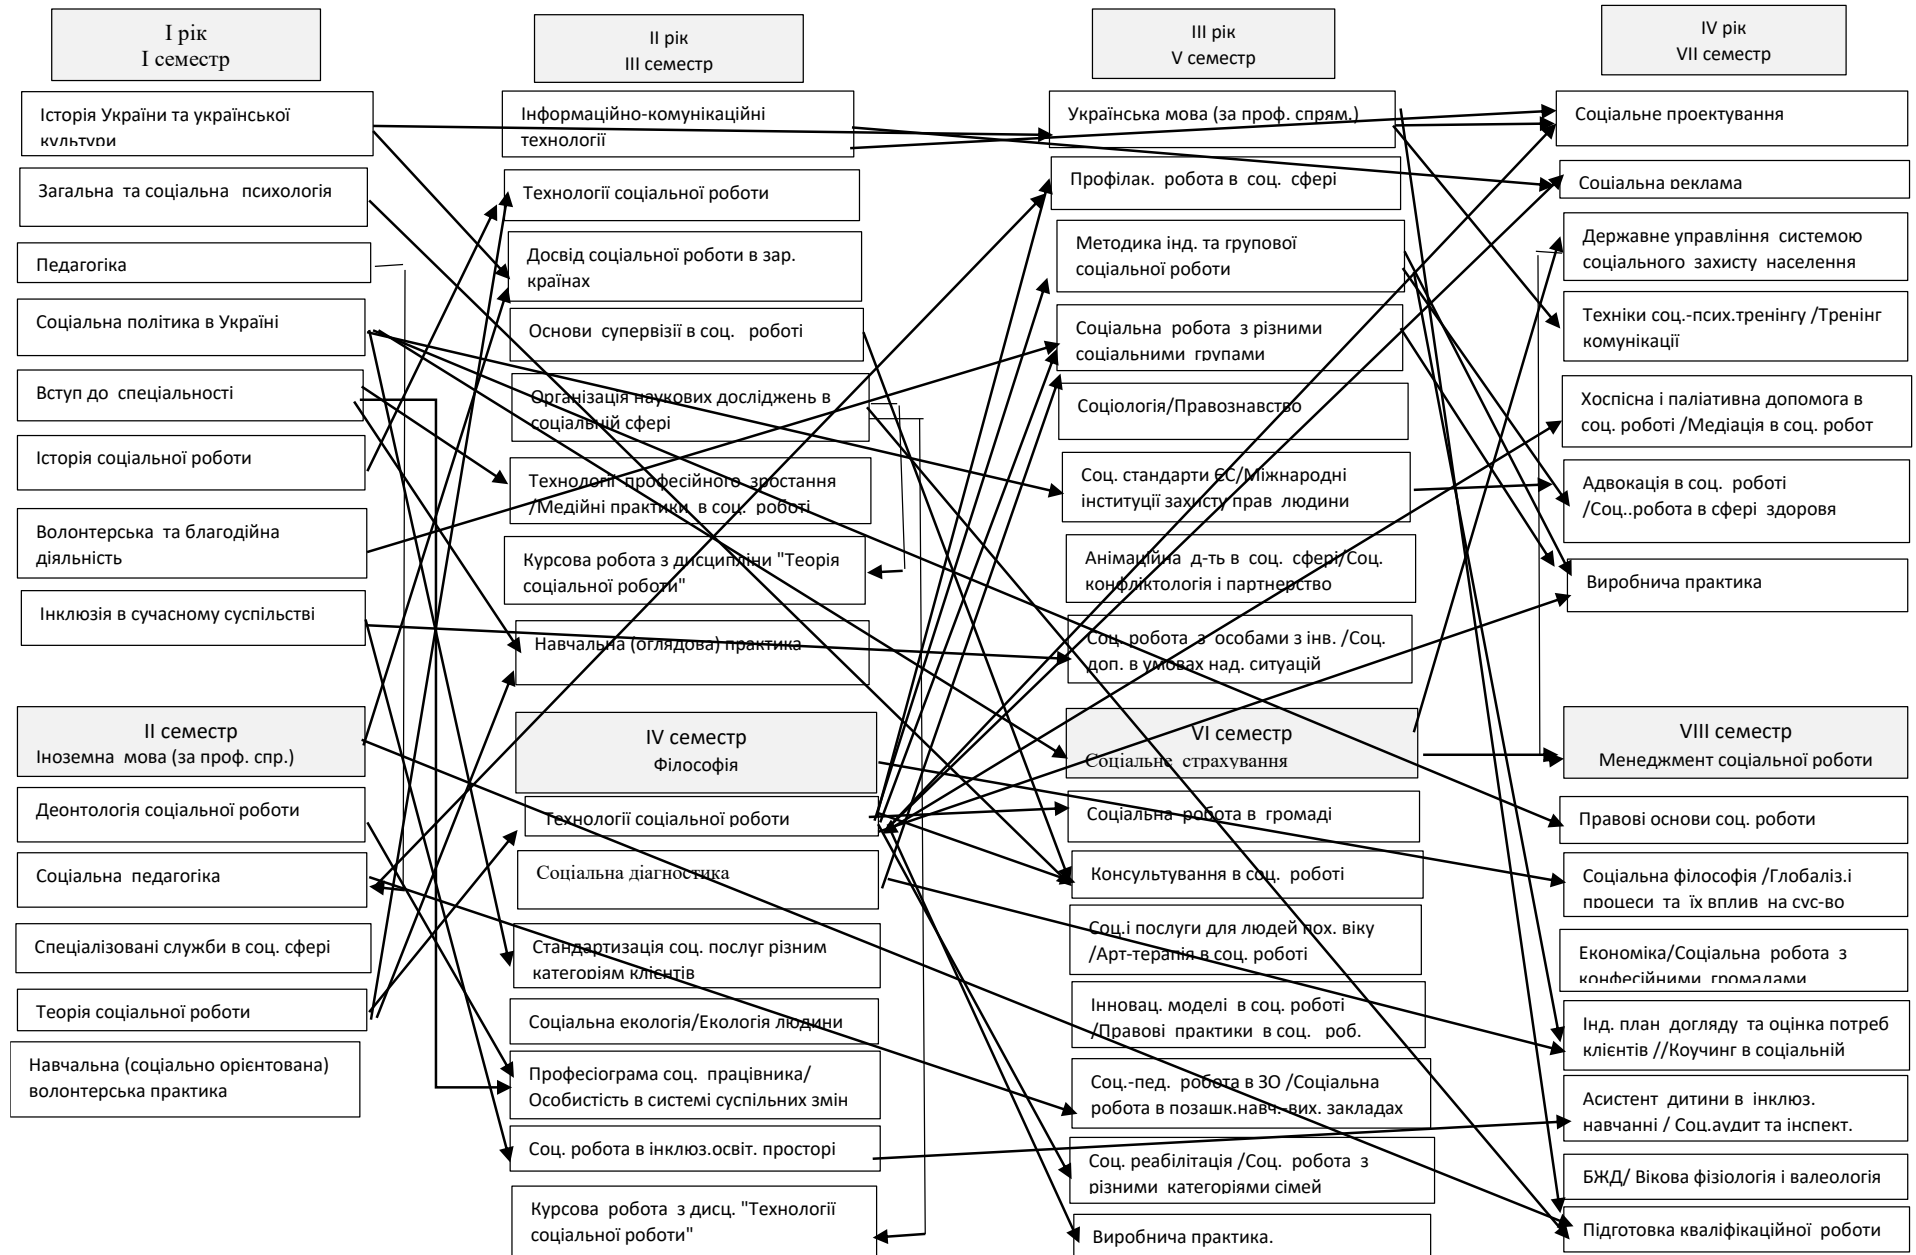 I рік
I семестр
Історія України та української
культури
Загальна та соціальна психологія
Педагогіка
Соціальна політика в Україні
Вступ до спеціальності
Історія соціальної роботи
Волонтерська та благодійна
діяльність
Інклюзія в сучасному суспільстві
II семестр
Іноземна мова (за проф. спр.)
Деонтологія соціальної роботи
Соціальна педагогіка
Спеціалізовані служби в соц. сфері
Теорія соціальної роботи
Навчальна (соціально орієнтована)
волонтерська практика
II рік
III семестр
Інформаційно-комунікаційні
технології
Технології соціальної роботи
Досвід соціальної роботи в зар.
країнах
Основи супервізії в соц. роботі
Організація наукових досліджень в
соціальній сфері
Технології професійного зростання
/Медійні практики в соц. роботі
Курсова робота з дисципліни "Теорія
соціальної роботи"
Навчальна (оглядова) практика
IV семестр
Філософія
Технології соціальної роботи
Соціальна діагностика
Стандартизація соц. послуг різним
категоріям клієнтів
Соціальна екологія/Екологія людини
Професіограма соц. працівника/
Особистість в системі суспільних змін
Соц. робота в інклюз.освіт. просторі
Курсова робота з дисц. "Технології
соціальної роботи"
III рік
V семестр
Українська мова (за проф. спрям.)
Профілак. робота в соц. сфері
Методика інд. та групової
соціальної роботи
Соціальна робота з різними
соціальними групами
Соціологія/Правознавство
Соц. стандарти ЄС/Міжнародні
інституції захисту прав людини
Анімаційна д-ть в соц. сфері/Соц.
конфліктологія і партнерство
Соц. робота з особами з інв. /Соц.
доп. в умовах над. ситуацій
VI семестр
Соціальне страхування
Соціальна робота в громаді
Консультування в соц. роботі
Соц.і послуги для людей пох. віку
/Арт-терапія в соц. роботі
Інновац. моделі в соц. роботі
/Правові практики в соц. роб.
Соц.-пед. робота в ЗО /Соціальна
робота в позашк.навч.-вих. закладах
Соц. реабілітація /Соц. робота з
різними категоріями сімей
Виробнича практика.
IV рік
VII семестр
Соціальне проектування
Соціальна реклама
Державне управління системою
соціального захисту населення
Техніки соц.-псих.тренінгу /Тренінг
комунікації
Хоспісна і паліативна допомога в
соц. роботі /Медіація в соц. робот
Адвокація в соц. роботі
/Соц..робота в сфері здоровя
Виробнича практика
VIII семестр
Менеджмент соціальної роботи
Правові основи соц. роботи
Соціальна філософія /Глобаліз.і
процеси та їх вплив на сус-во
Економіка/Соціальна робота з
конфесійними громадами
Інд. план догляду та оцінка потреб
клієнтів //Коучинг в соціальній
Асистент дитини в інклюз.
навчанні / Соц.аудит та інспект.
БЖД/ Вікова фізіологія і валеологія
Підготовка кваліфікаційної роботи